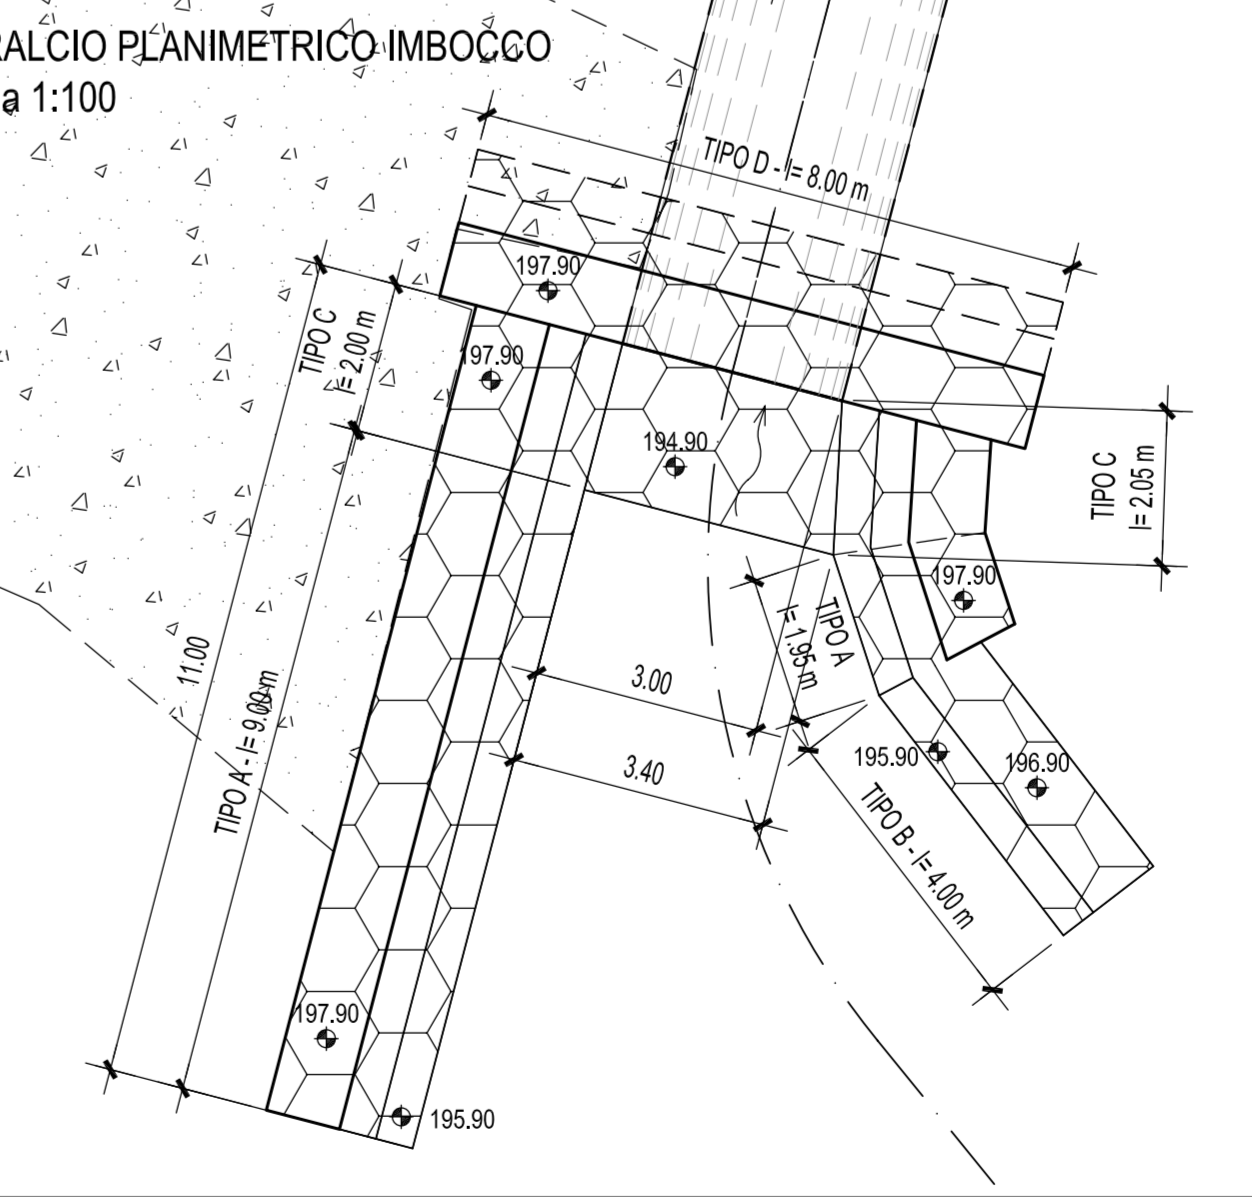 RALCIO PLANIMETRICO IMBOCCO
a 1:100
TIPO D - l= 8.00 m
197.90
TIPO C
l= 2.00 m
197.90
194.90
TIPO C
l= 2.05 m
197.90
TIPO A
l= 1.95 m
11.00
TIPO A - l= 9.00 m
3.00
3.40
195.90
196.90
TIPO B - l= 4.00 m
197.90
195.90